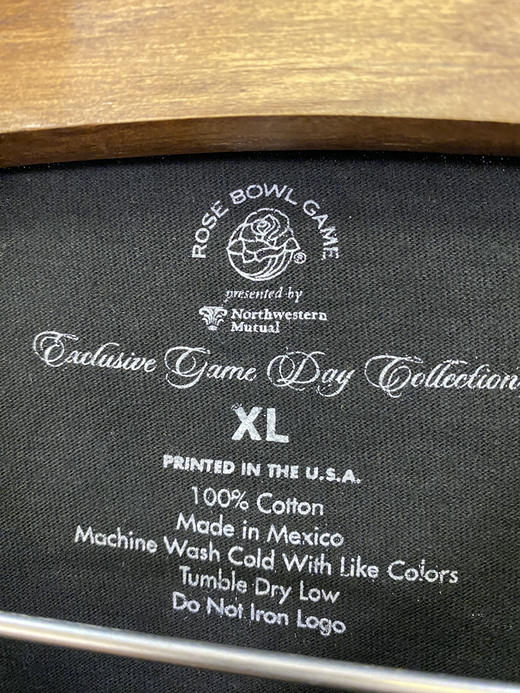 ROSE BOWL GAME
®
presented by
Northwestern
Mutual
Exclusive Game Day Collection
XL
PRINTED IN THE U.S.A.
100% Cotton
Made in Mexico
Machine Wash Cold With Like Colors
Tumble Dry Low
Do Not Iron Logo